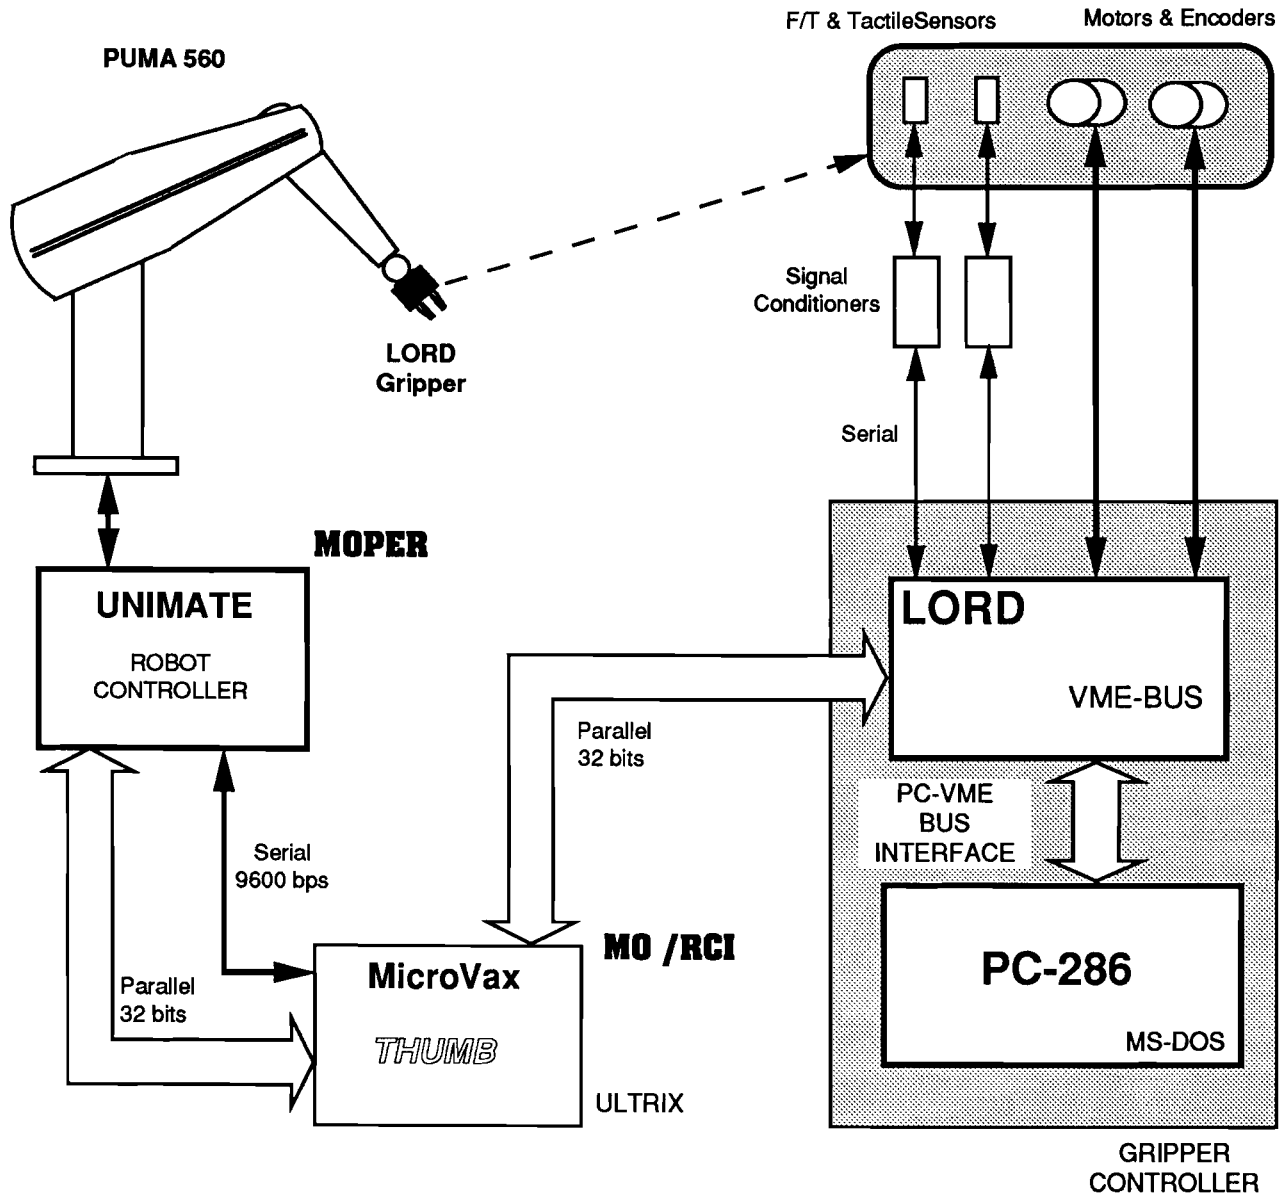 F/T & TactileSensors
Motors & Encoders
PUMA 560
LORD
Gripper
Signal
Conditioners
Serial
MOPER
UNIMATE
ROBOT
CONTROLLER
LORD
VME-BUS
Parallel
32 bits
PC-VME
BUS
INTERFACE
Serial
9600 bps
MO /RCI
MicroVax
THUMB
ULTRIX
Parallel
32 bits
PC-286
MS-DOS
GRIPPER
CONTROLLER